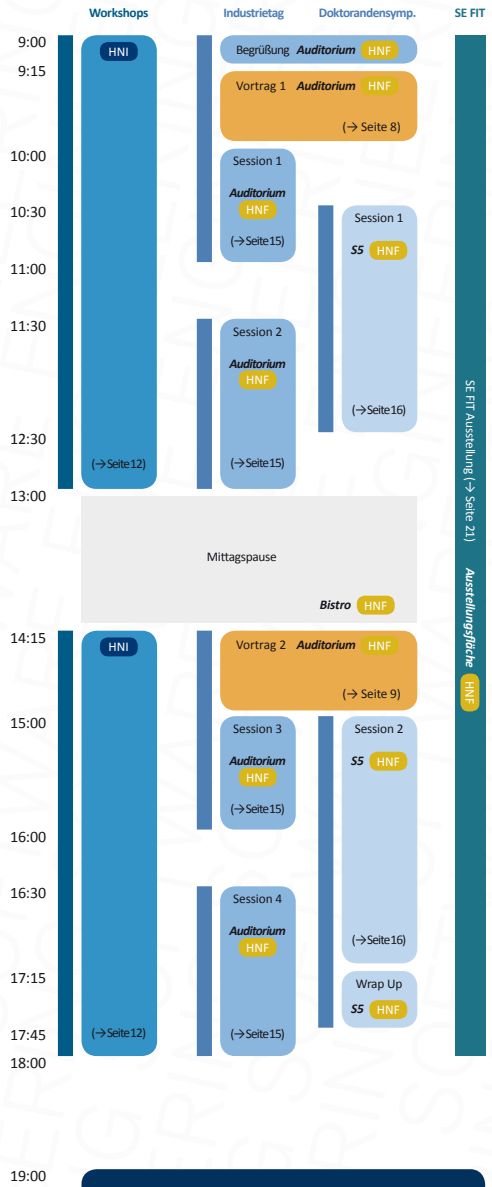 Workshops Industrietag Doktorandensymp. SE FIT
9:00
HNI
Begrüßung Auditorium HNF
9:15
Vortrag 1 Auditorium HNF
(→ Seite 8)
10:00
Session 1
Auditorium
HNF
(→Seite15)
10:30
Session 1
S5 HNF
11:00
11:30
Session 2
Auditorium
HNF
(→Seite16)
12:30
(→Seite12)
(→Seite15)
13:00
Mittagspause
Bistro HNF
SE FIT Ausstellung (→ Seite 21) Ausstellungsfläche HNF
14:15
HNI
Vortrag 2 Auditorium HNF
(→ Seite 9)
15:00
Session 3
Auditorium
HNF
(→Seite15)
Session 2
S5 HNF
16:00
16:30
Session 4
Auditorium
HNF
(→Seite16)
17:15
Wrap Up
S5 HNF
17:45
(→Seite12)
(→Seite15)
18:00
19:00